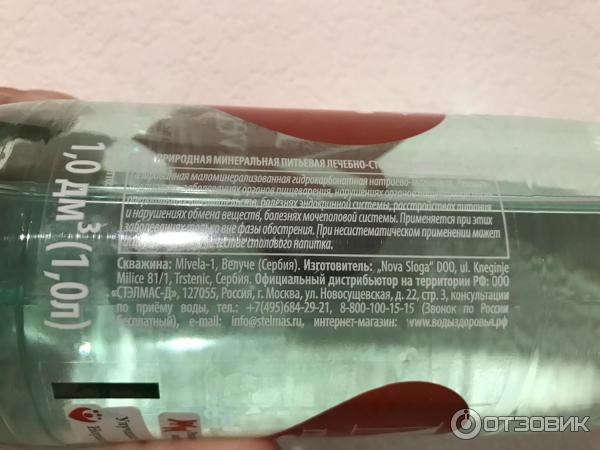 ПРИРОДНАЯ МИНЕРАЛЬНАЯ ПИТЬЕВАЯ ЛЕЧЕБНО-СТ
маломинерализованная гидрокарбонатная натриево-
заболеваниях органов пищеварения, нарушениях
болезнях эндокринной системы, расстройствах питания
и нарушениях обмена веществ, болезнях мочеполовой системы. Применяется при этих
заболеваниях только вне фазы обострения. При несистематическом применении может
качестве столового напитка.
Скважина: Mivela-1, Велуче (Сербия). Изготовитель: „Nova Sloga" DOO, ul. Kneginje
Milice 81/1, Trstenic, Сербия. Официальный дистрибьютор на территории РФ: ООО
«СТЭЛМАС-Д», 127055, Россия, г. Москва, ул. Новосущевская, д. 22, стр. 3, консультации
по приёму воды, тел.: +7(495)684-29-21, 8-800-100-15-15 (Звонок по России
бесплатный), e-mail: info@stelmas.ru, интернет-магазин: www.водыздоровья.рф
1,0 дм³ (1,0л)
ОТЗОВИК